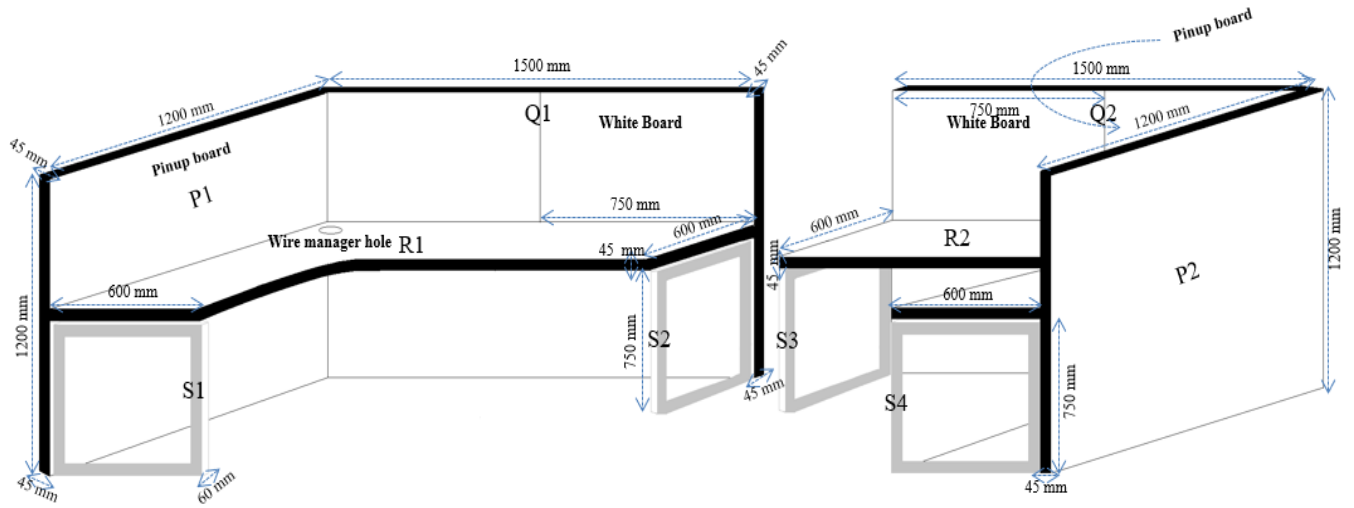 1500 mm
45 mm
1200 mm
45 mm
Pinup board
P1
Q1
White Board
750 mm
Wire manager hole
R1
45 mm
600 mm
600 mm
1200 mm
S1
S2
750 mm
45 mm
60 mm
45 mm
Pinup board
1500 mm
750 mm
White Board
Q2
1200 mm
600 mm
R2
45 mm
600 mm
P2
1200 mm
S3
S4
750 mm
45 mm